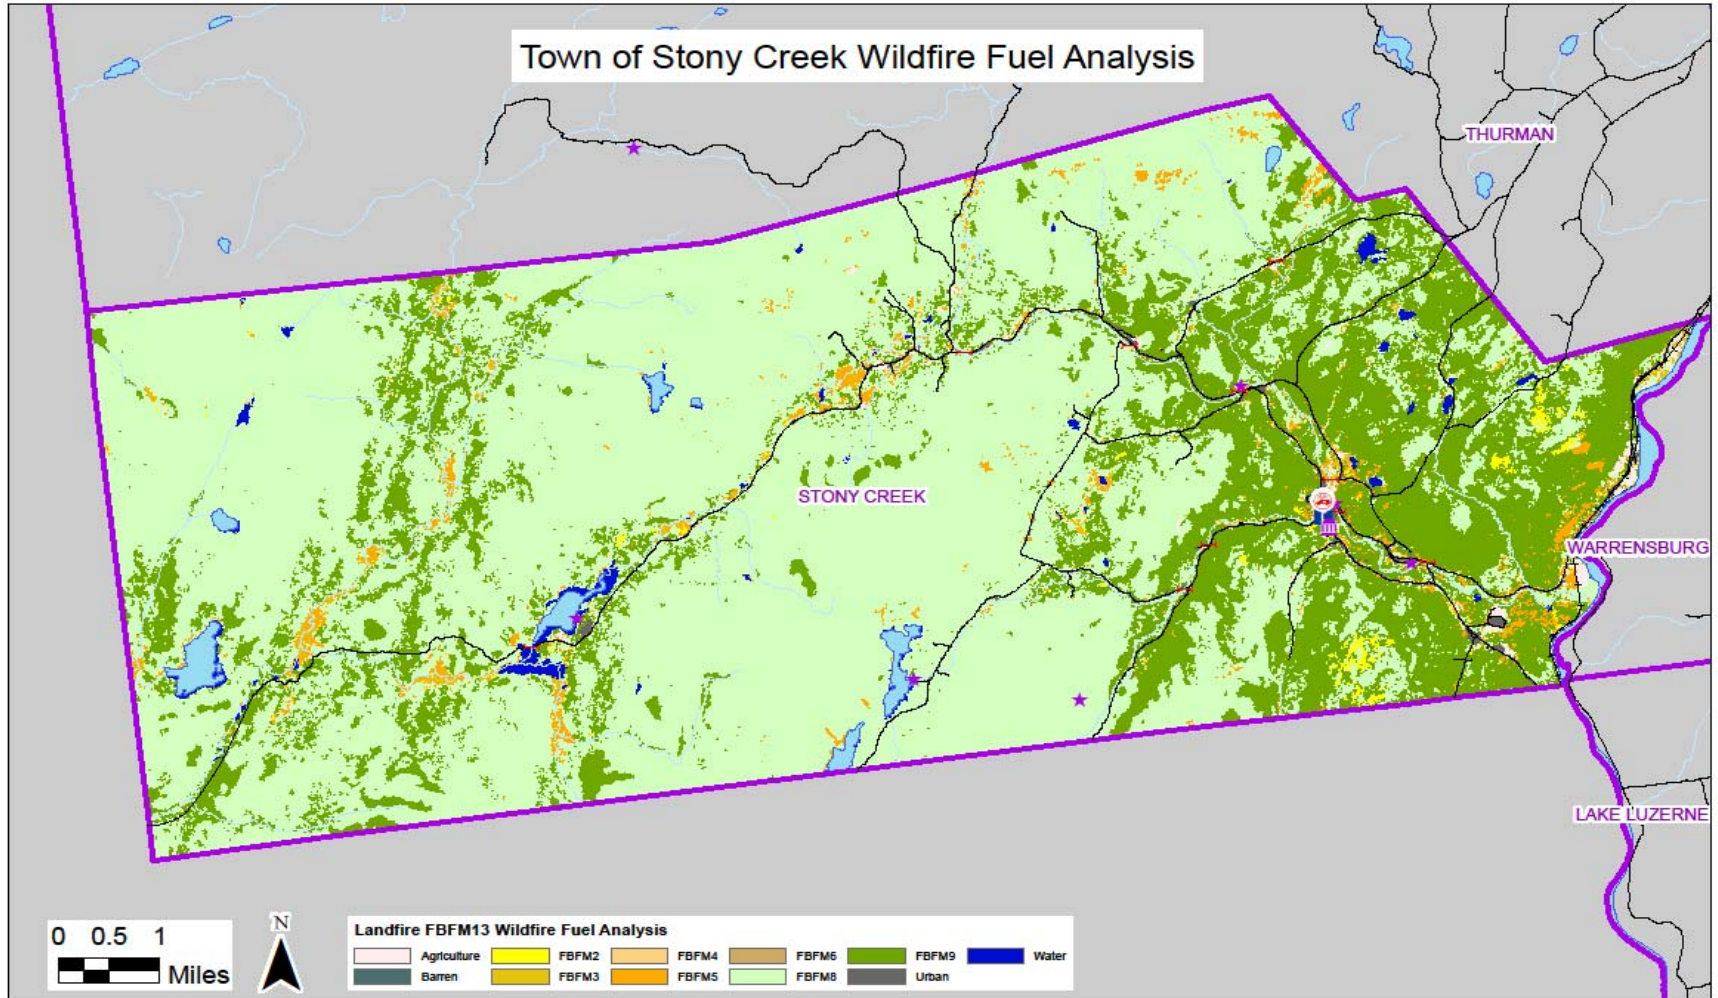 Town of Stony Creek Wildfire Fuel Analysis
THURMAN
STONY CREEK
WARRENSBURG
LAKE LUZERNE
0 0.5 1
Miles
N
Landfire FBFM13 Wildfire Fuel Analysis
Agriculture FBFM2 FBFM4 FBFM6 FBFM9 Water
Barren FBFM3 FBFM5 FBFM8 Urban